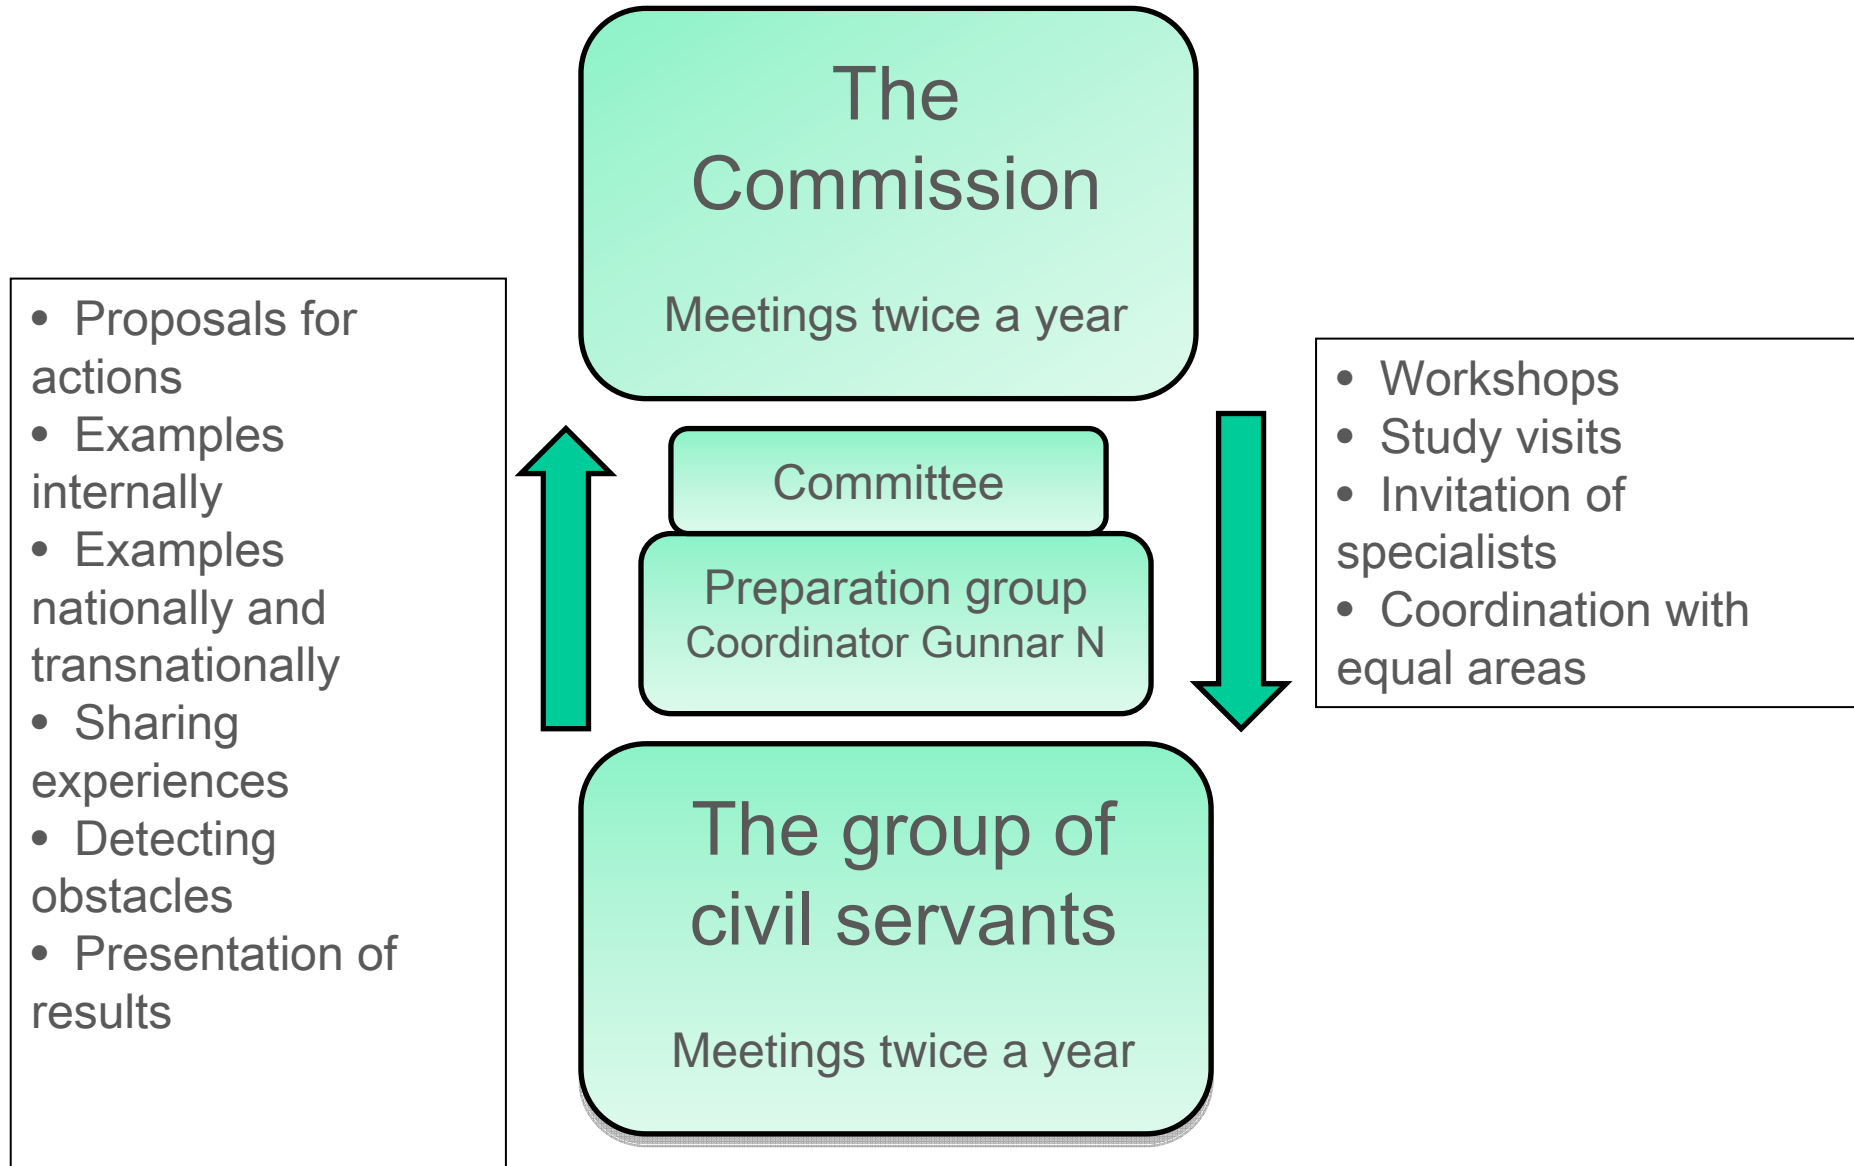 The
Commission
Meetings twice a year
• Proposals for
actions
• Examples
internally
• Examples
nationally and
transnationally
• Sharing
experiences
• Detecting
obstacles
• Presentation of
results
Committee
Preparation group
Coordinator Gunnar N
• Workshops
• Study visits
• Invitation of
specialists
• Coordination with
equal areas
The group of
civil servants
Meetings twice a year